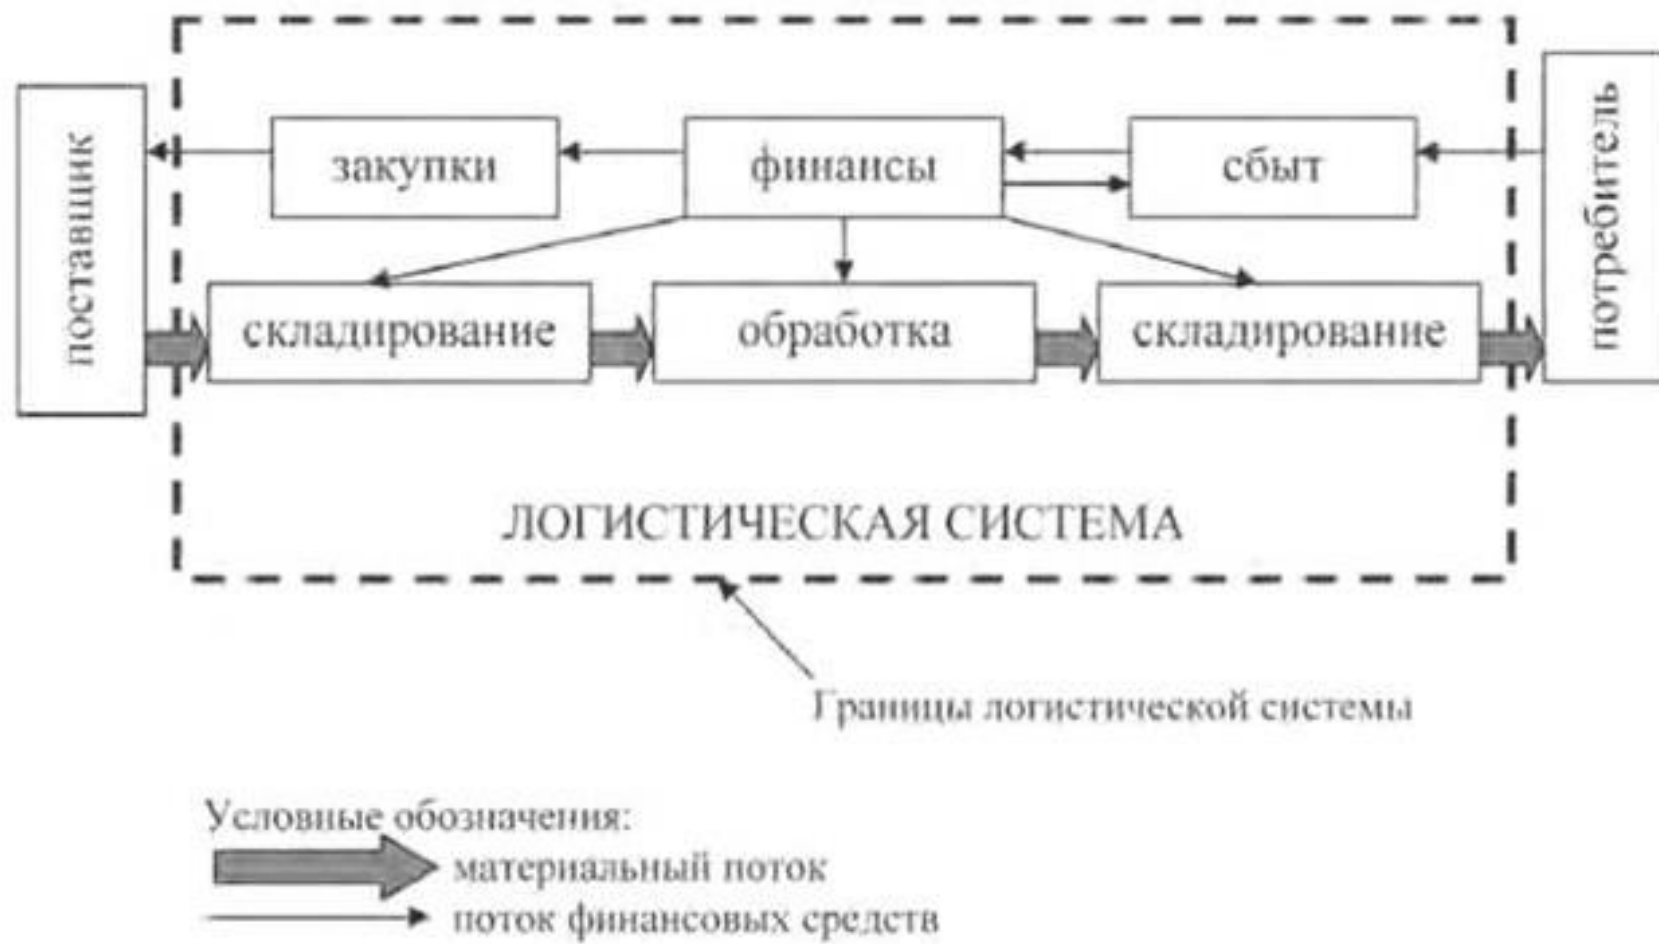 поставщик
закупки
финансы
сбыт
потребитель
складирование
обработка
складирование
ЛОГИСТИЧЕСКАЯ СИСТЕМА
Границы логистической системы
Условные обозначения:
материальный поток
поток финансовых средств